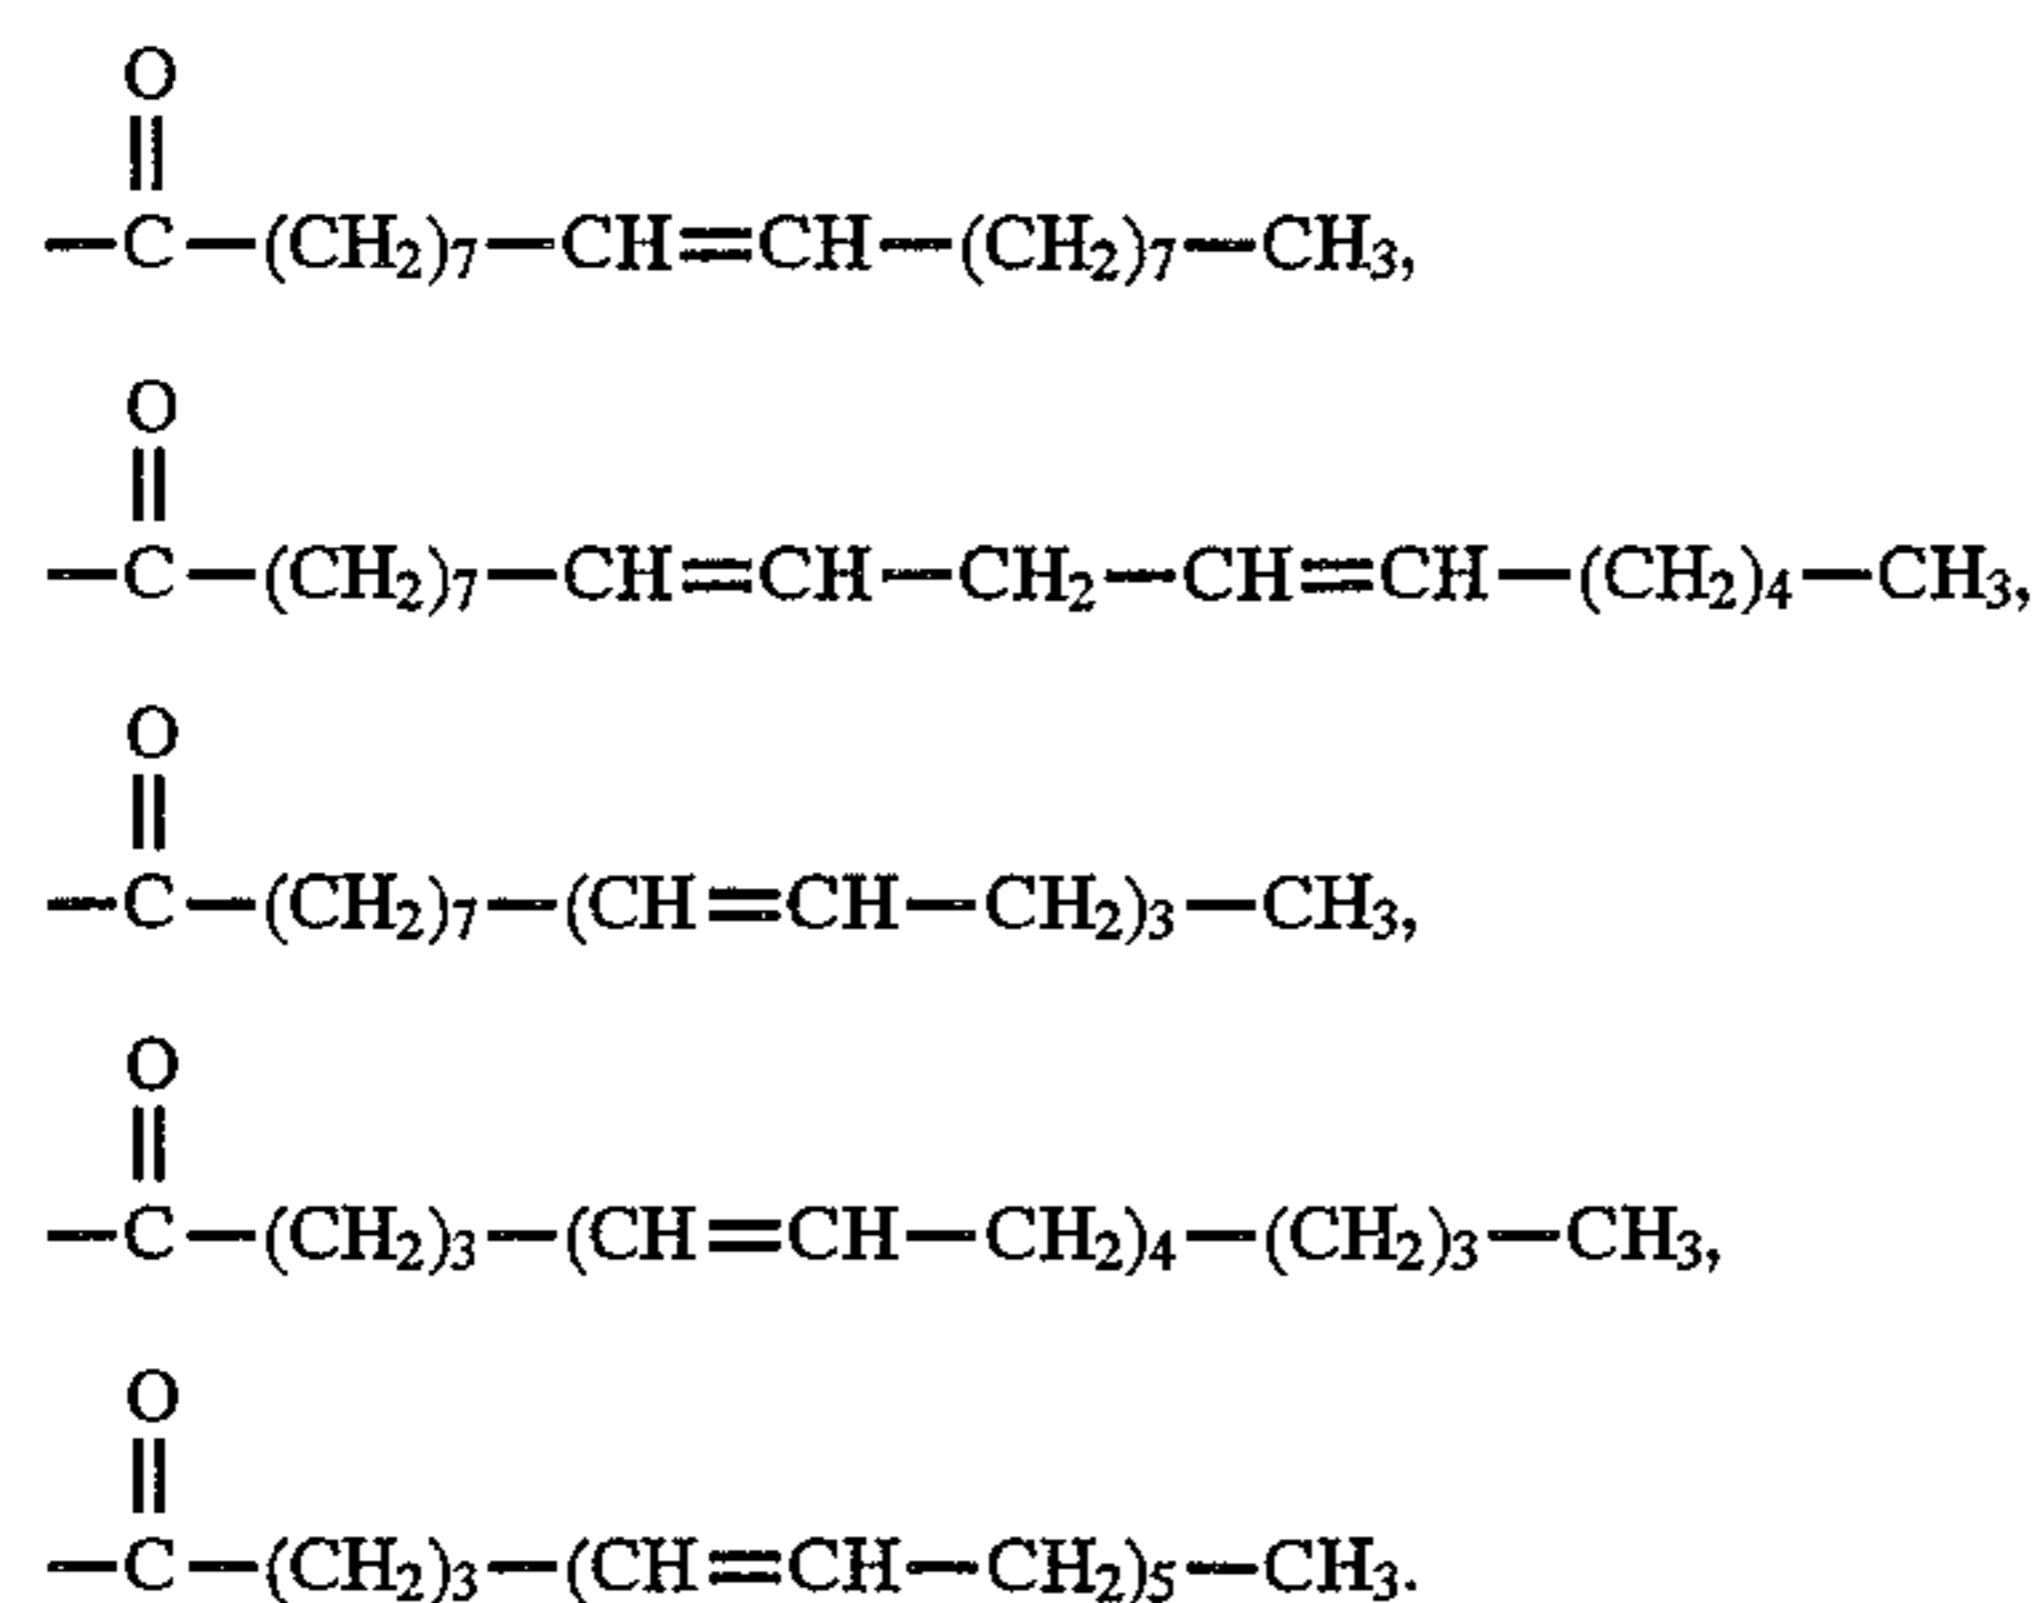 O
||
—C—(CH₂)₇—CH=CH—(CH₂)₇—CH₃,
O
||
—C—(CH₂)₇—CH=CH—CH₂—CH=CH—(CH₂)₄—CH₃,
O
||
—C—(CH₂)₇—(CH=CH—CH₂)₃—CH₃,
O
||
—C—(CH₂)₃—(CH=CH—CH₂)₄—(CH₂)₃—CH₃,
O
||
—C—(CH₂)₃—(CH=CH—CH₂)₅—CH₃.